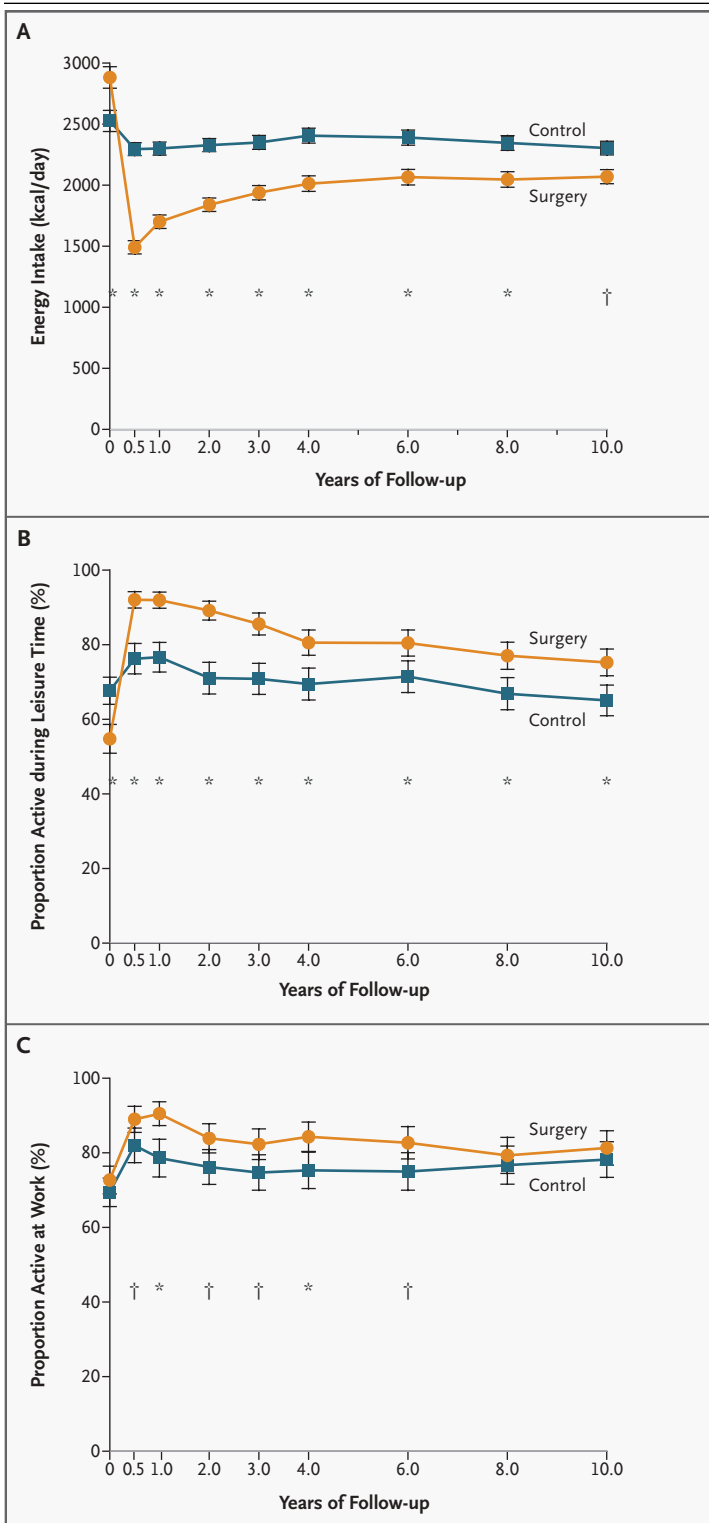 A
3000
2500
2000
1500
1000
500
0
Energy Intake (kcal/day)
Control
Surgery
* * * * * * * * †
0 0.5 1.0 2.0 3.0 4.0 6.0 8.0 10.0
Years of Follow-up
B
100
80
60
40
20
0
Proportion Active during Leisure Time (%)
Surgery
Control
* * * * * * * * *
0 0.5 1.0 2.0 3.0 4.0 6.0 8.0 10.0
Years of Follow-up
C
100
80
60
40
20
0
Proportion Active at Work (%)
Surgery
Control
† * † † * †
0 0.5 1.0 2.0 3.0 4.0 6.0 8.0 10.0
Years of Follow-up